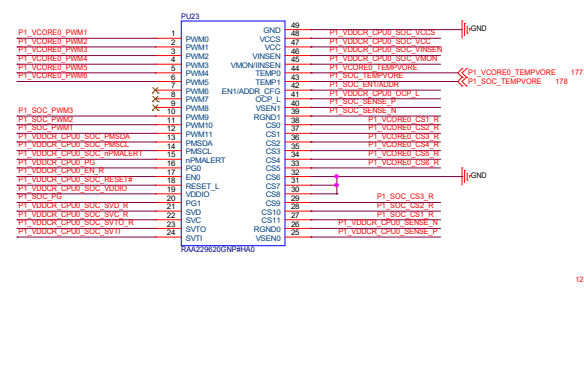 PU23
P1_VCORE0_PWM1 1 PWM0 GND 49 GND
P1_VCORE0_PWM2 2 PWM1 VCCS 48 P1_VDDCR_CPU0_SOC_VCCS
P1_VCORE0_PWM3 3 PWM2 VCC 47 P1_VDDCR_CPU0_SOC_VCC
P1_VCORE0_PWM4 4 PWM3 VINSEN 46 P1_VDDCR_CPU0_SOC_VINSEN
P1_VCORE0_PWM5 5 PWM4 VMON/IINSEN 45 P1_VDDCR_CPU0_SOC_VMON
P1_VCORE0_PWM6 6 PWM5 TEMP0 44 P1_VCORE0_TEMPVORE P1_VCORE0_TEMPVORE 177
7 PWM6 TEMP1 43 P1_SOC_TEMPVORE P1_SOC_TEMPVORE 178
8 PWM7 EN1/ADDR_CFG 42 P1_SOC_EN1/ADDR
9 PWM8 OCP_L 41 P1_VDDCR_CPU0_OCP_L
P1_SOC_PWM3 10 PWM9 VSEN1 40 P1_SOC_SENSE_P
P1_SOC_PWM2 11 PWM10 RGND1 39 P1_SOC_SENSE_N
P1_SOC_PWM1 12 PWM11 CS0 38 P1_VCORE0_CS1_R
P1_VDDCR_CPU0_SOC_PMSDA 13 PMSDA CS1 37 P1_VCORE0_CS2_R
P1_VDDCR_CPU0_SOC_PMSCL 14 PMSCL CS2 36 P1_VCORE0_CS3_R
P1_VDDCR_CPU0_SOC_nPMALERT 15 nPMALERT CS3 35 P1_VCORE0_CS4_R
P1_VDDCR_CPU0_PG 16 PG0 CS4 34 P1_VCORE0_CS5_R
P1_VDDCR_CPU0_EN_R 17 EN0 CS5 33 P1_VCORE0_CS6_R
P1_VDDCR_CPU0_SOC_RESET# 18 RESET_L CS6 32 GND
P1_VDDCR_CPU0_SOC_VDDIO 19 VDDIO CS7 31
P1_SOC_PG 20 PG1 CS8 30
P1_VDDCR_CPU0_SOC_SVD_R 21 SVD CS9 29 P1_SOC_CS3_R
P1_VDDCR_CPU0_SOC_SVC_R 22 SVC CS10 28 P1_SOC_CS2_R
P1_VDDCR_CPU0_SOC_SVTO_R 23 SVTO CS11 27 P1_SOC_CS1_R
P1_VDDCR_CPU0_SOC_SVTI 24 SVTI RGND0 26 P1_VDDCR_CPU0_SENSE_N
VSEN0 25 P1_VDDCR_CPU0_SENSE_P
RAA229620GNP#HA0
12